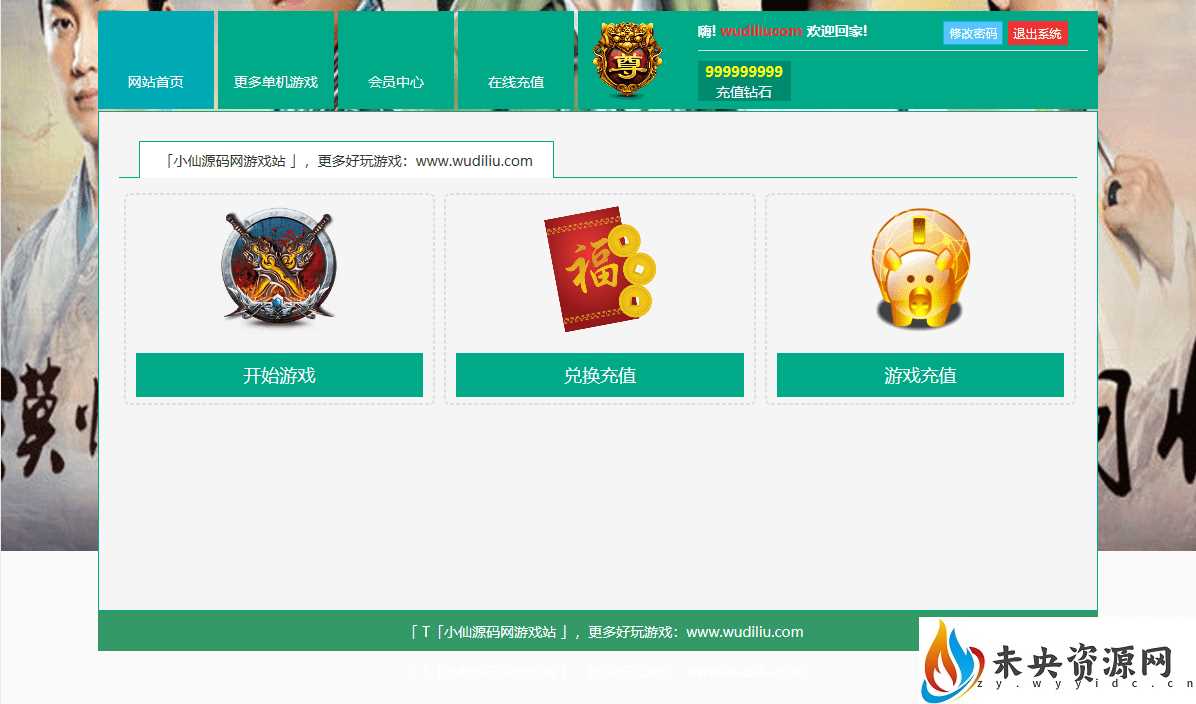 网站首页
更多单机游戏
会员中心
在线充值
尊
嗨! wudiliucom 欢迎回家!
修改密码
退出系统
999999999
充值钻石
「小仙源码网游戏站 」，更多好玩游戏：www.wudiliu.com
福
开始游戏
兑换充值
游戏充值
「 T「小仙源码网游戏站 」，更多好玩游戏：www.wudiliu.com
未央资源网
zy.wyyidc.cn